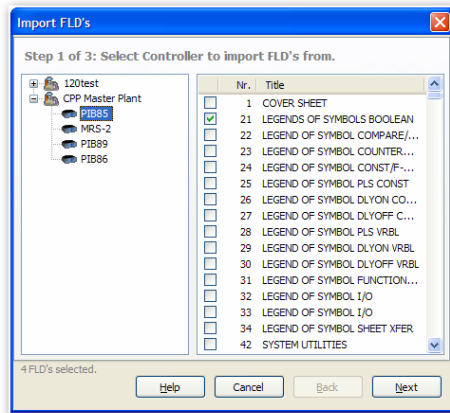 Import FLD's
Step 1 of 3: Select Controller to import FLD's from.
120test
CPP Master Plant
PIB85
MRS-2
PIB89
PIB86
Nr. Title
1 COVER SHEET
21 LEGENDS OF SYMBOLS BOOLEAN
22 LEGEND OF SYMBOL COMPARE/...
23 LEGEND OF SYMBOL COUNTER...
24 LEGEND OF SYMBOL CONST/F-...
25 LEGEND OF SYMBOL PLS CONST
26 LEGEND OF SYMBOL DLYON CO...
27 LEGEND OF SYMBOL DLYOFF C...
28 LEGEND OF SYMBOL PLS VRBL
29 LEGEND OF SYMBOL DLYON VRBL
30 LEGEND OF SYMBOL DLYOFF VRBL
31 LEGEND OF SYMBOL FUNCTION...
32 LEGEND OF SYMBOL I/O
33 LEGEND OF SYMBOL I/O
34 LEGEND OF SYMBOL SHEET XFER
42 SYSTEM UTILITIES
4 FLD's selected.
Help Cancel Back Next